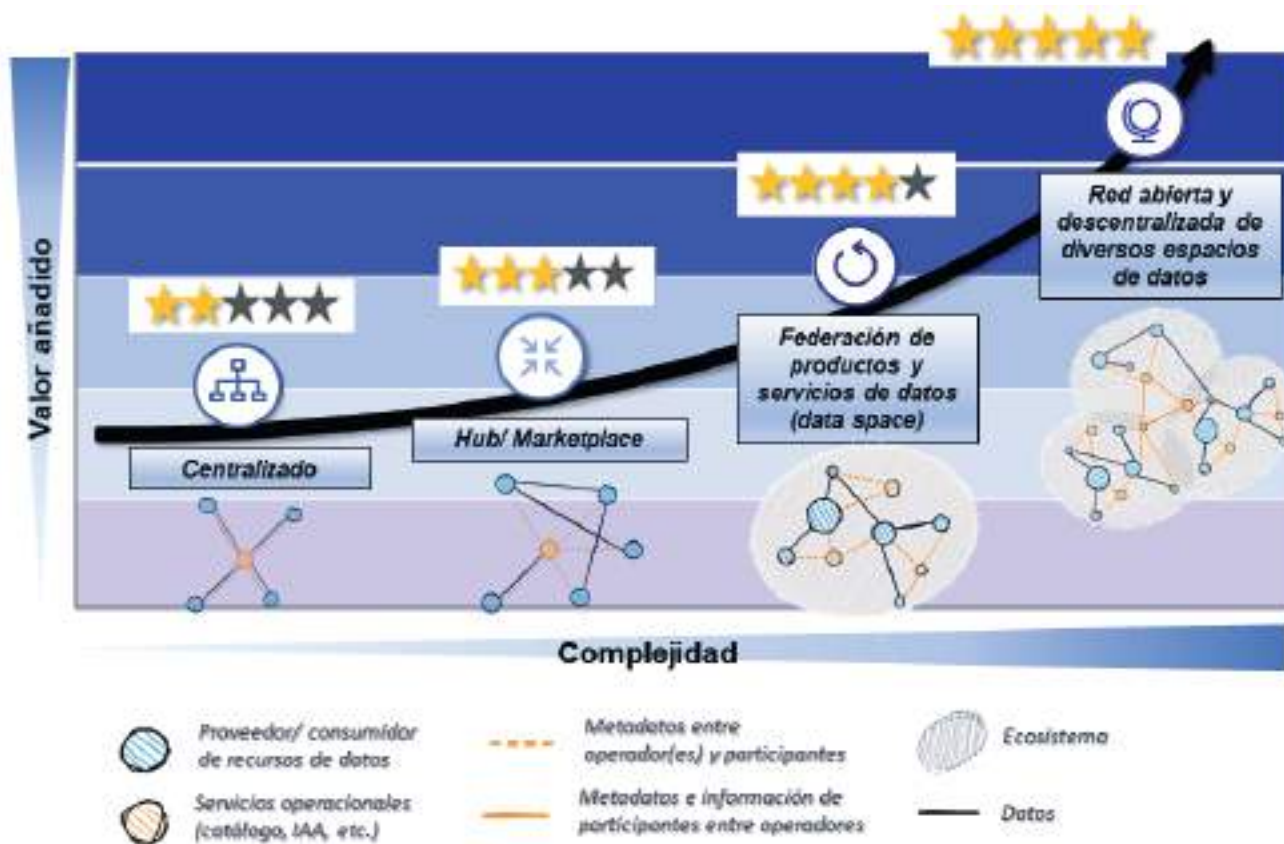 Valor añadido
Centralizado
Hub/ Marketplace
Federación de
productos y
servicios de datos
(data space)
Red abierta y
descentralizada de
diversos espacios
de datos
Complejidad
Proveedor/ consumidor
de recursos de datos
Servicios operacionales
(catálogo, IAA, etc.)
Metadatos entre
operador(es) y participantes
Metadatos e información de
participantes entre operadores
Ecosistema
Datos